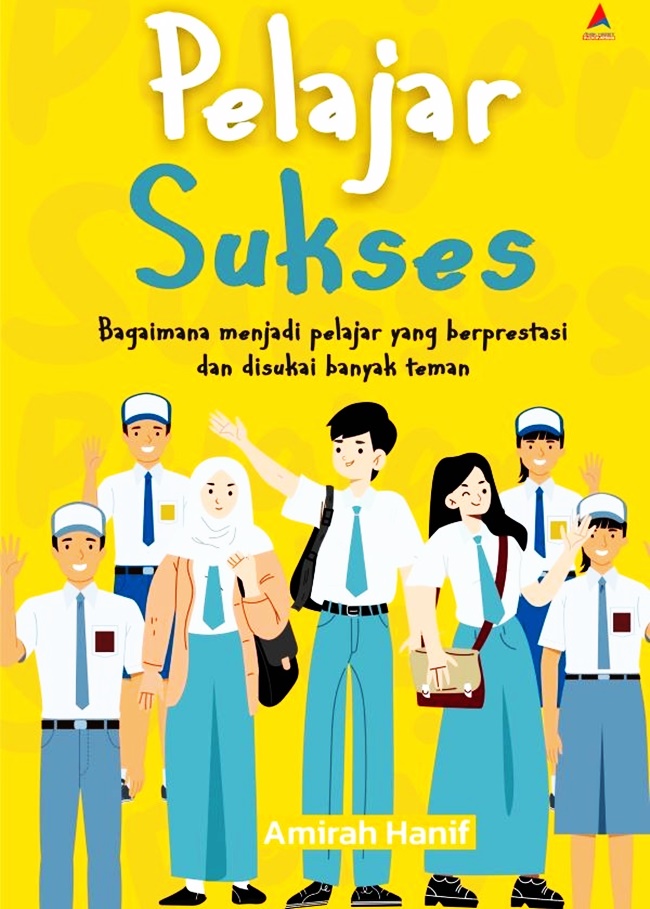 Pelajar
Sukses
Bagaimana menjadi pelajar yang berprestasi
dan disukai banyak teman
Amirah Hanif